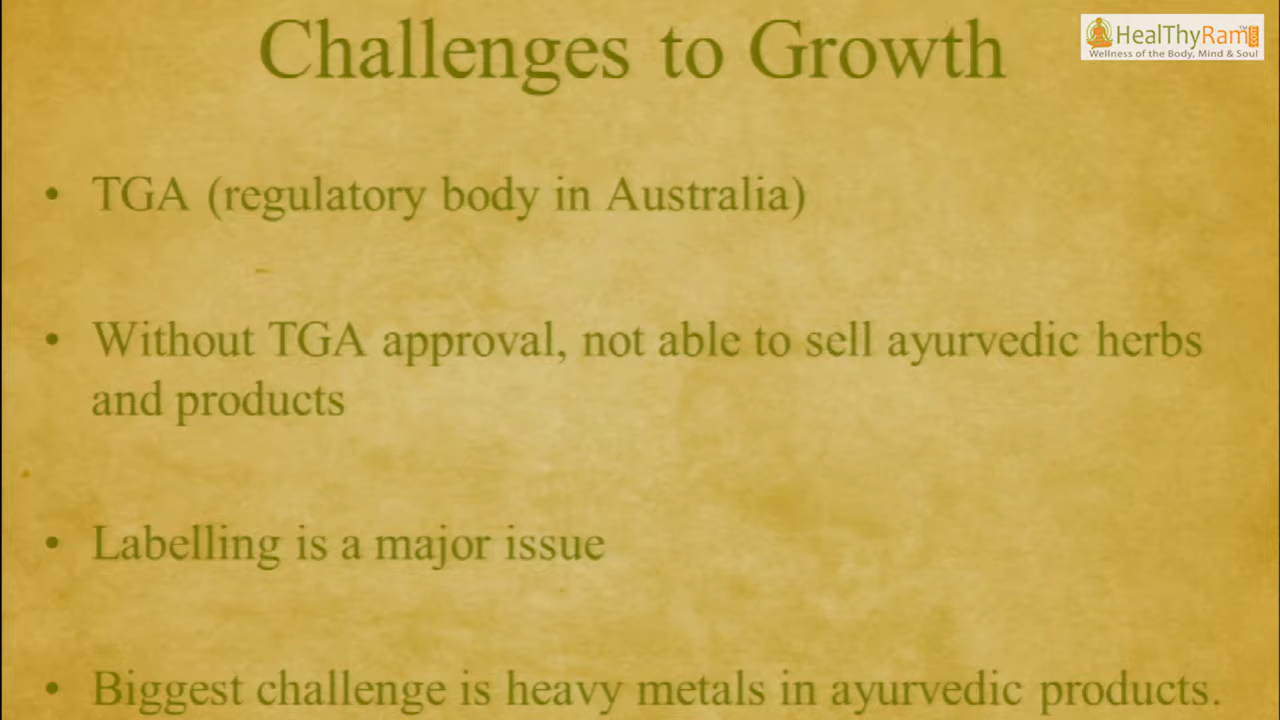 Challenges to Growth
HealThyRam
TM
.com
Wellness of the Body, Mind & Soul
• TGA (regulatory body in Australia)
• Without TGA approval, not able to sell ayurvedic herbs
and products
• Labelling is a major issue
• Biggest challenge is heavy metals in ayurvedic products.